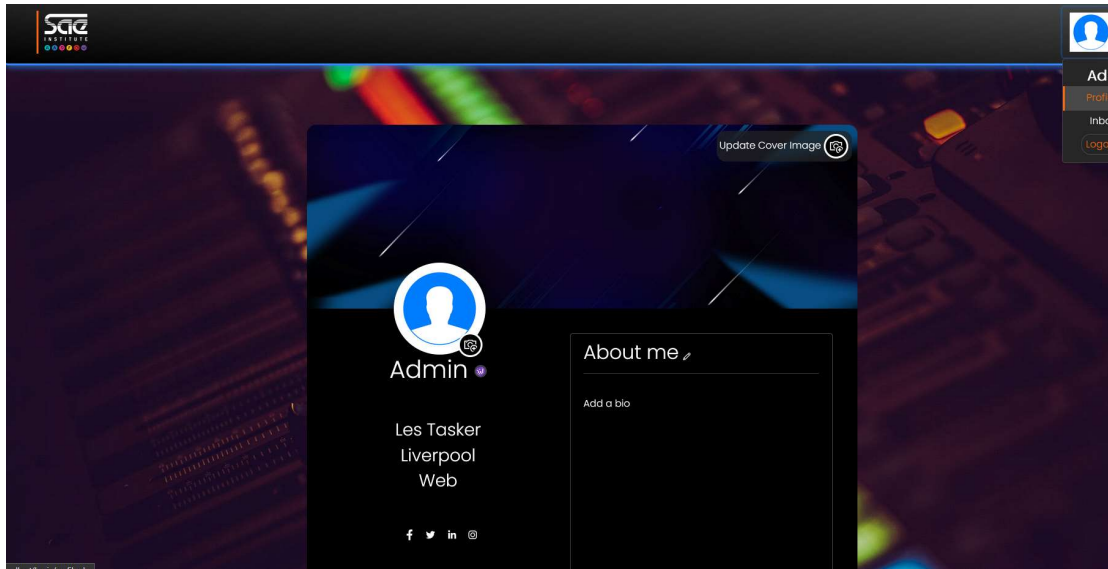 sae
INSTITUTE
Update Cover Image
Admin
Les Tasker
Liverpool
Web
About me
Add a bio